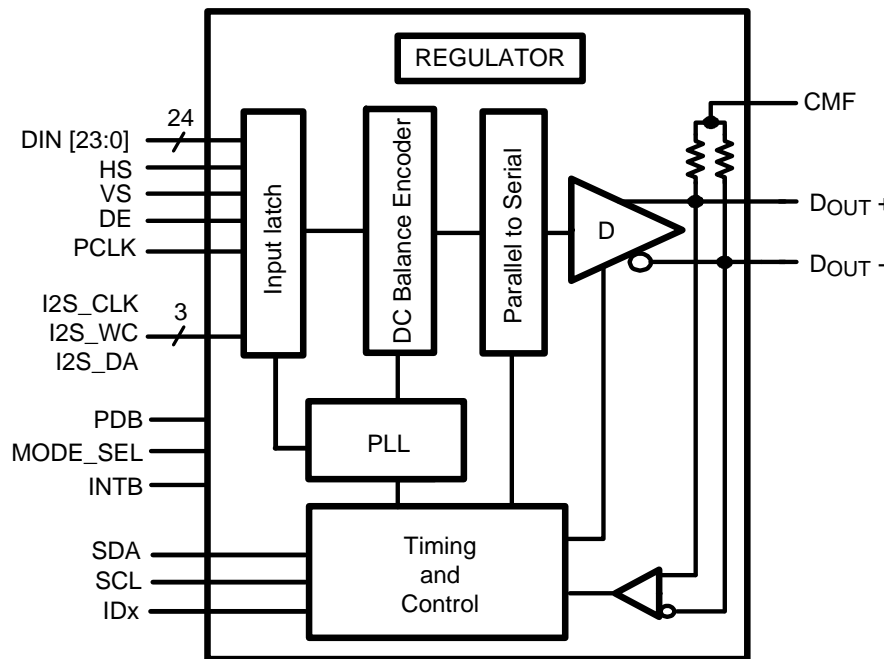 REGULATOR
CMF
24
DIN [23:0]
HS
VS
DE
PCLK
Input latch
DC Balance Encoder
Parallel to Serial
D
DOUT +
DOUT -
I2S_CLK
3
I2S_WC
I2S_DA
PDB
MODE_SEL
INTB
PLL
SDA
SCL
IDx
Timing
and
Control